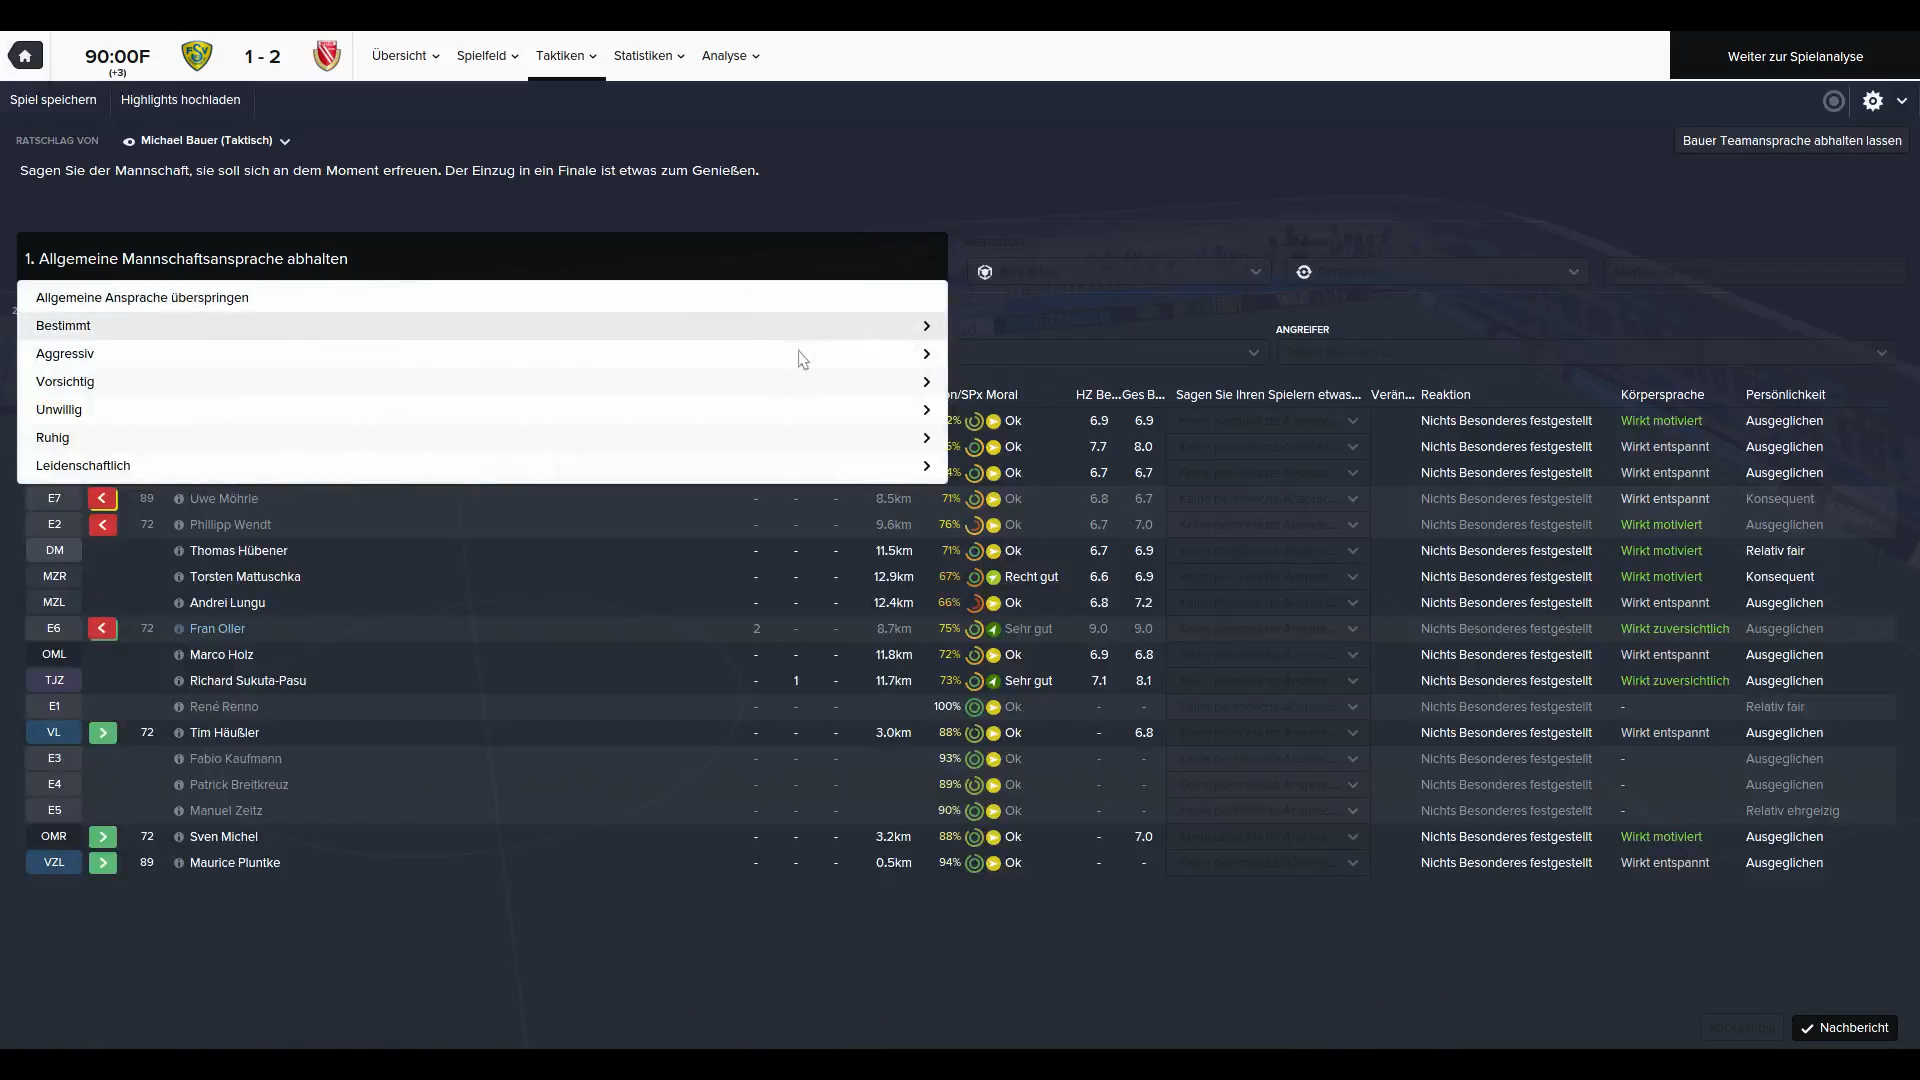 90:00F
(+3)
1 - 2
Übersicht
Spielfeld
Taktiken
Statistiken
Analyse
Weiter zur Spielanalyse
Spiel speichern
Highlights hochladen
RATSCHLAG VON
Michael Bauer (Taktisch)
Bauer Teamansprache abhalten lassen
Sagen Sie der Mannschaft, sie soll sich an dem Moment erfreuen. Der Einzug in ein Finale ist etwas zum Genießen.
1. Allgemeine Mannschaftsansprache abhalten
Allgemeine Ansprache überspringen
Bestimmt
Aggressiv
Vorsichtig
Unwillig
Ruhig
Leidenschaftlich
ANGREIFER
on/SPx Moral HZ Be... Ges B... Sagen Sie Ihren Spielern etwas... Verän... Reaktion Körpersprache Persönlichkeit
2% Ok 6.9 6.9 Nichts Besonderes festgestellt Wirkt motiviert Ausgeglichen
Ok 7.7 8.0 Nichts Besonderes festgestellt Wirkt entspannt Ausgeglichen
4% Ok 6.7 6.7 Nichts Besonderes festgestellt Wirkt entspannt Ausgeglichen
E7 89 Uwe Möhrle - - - 8.5km 71% Ok 6.8 6.7 Nichts Besonderes festgestellt Wirkt entspannt Konsequent
E2 72 Phillipp Wendt - - - 9.6km 76% Ok 6.7 7.0 Nichts Besonderes festgestellt Wirkt motiviert Ausgeglichen
DM Thomas Hübener - - - 11.5km 71% Ok 6.7 6.9 Nichts Besonderes festgestellt Wirkt motiviert Relativ fair
MZR Torsten Mattuschka - - - 12.9km 67% Recht gut 6.6 6.9 Nichts Besonderes festgestellt Wirkt motiviert Konsequent
MZL Andrei Lungu - - - 12.4km 66% Ok 6.8 7.2 Nichts Besonderes festgestellt Wirkt entspannt Ausgeglichen
E6 72 Fran Oller 2 - - 8.7km 75% Sehr gut 9.0 9.0 Nichts Besonderes festgestellt Wirkt zuversichtlich Ausgeglichen
OML Marco Holz - - - 11.8km 72% Ok 6.9 6.8 Nichts Besonderes festgestellt Wirkt entspannt Ausgeglichen
TJZ Richard Sukuta-Pasu - 1 - 11.7km 73% Sehr gut 7.1 8.1 Nichts Besonderes festgestellt Wirkt zuversichtlich Ausgeglichen
E1 René Renno 100% Ok - - Nichts Besonderes festgestellt - Relativ fair
VL 72 Tim Häußler - - - 3.0km 88% Ok - 6.8 Nichts Besonderes festgestellt Wirkt entspannt Ausgeglichen
E3 Fabio Kaufmann 93% Ok - - Nichts Besonderes festgestellt - Ausgeglichen
E4 Patrick Breitkreuz 89% Ok - - Nichts Besonderes festgestellt - Ausgeglichen
E5 Manuel Zeitz 90% Ok - - Nichts Besonderes festgestellt - Relativ ehrgeizig
OMR 72 Sven Michel - - - 3.2km 88% Ok - 7.0 Nichts Besonderes festgestellt Wirkt motiviert Ausgeglichen
VZL 89 Maurice Pluntke - - - 0.5km 94% Ok - - Nichts Besonderes festgestellt Wirkt entspannt Ausgeglichen
Rückgängig
Nachbericht